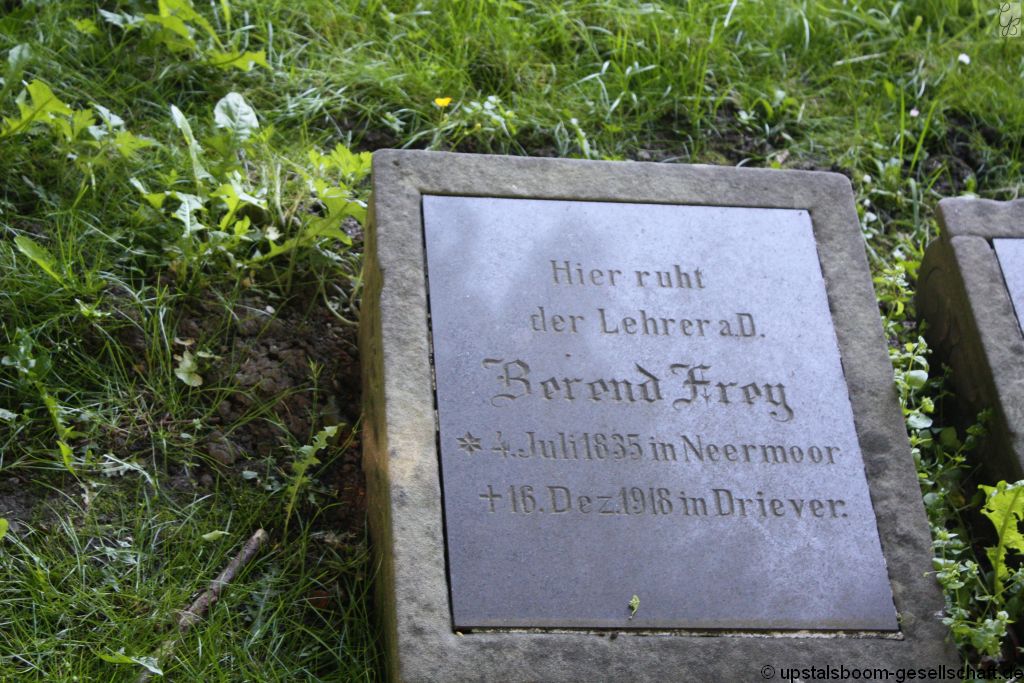 Hier ruht
der Lehrer a.D.
Berend Frey
* 4. Juli 1835 in Neermoor
+ 16. Dez. 1918 in Driever.
© upstalsboom-gesellschaft.de